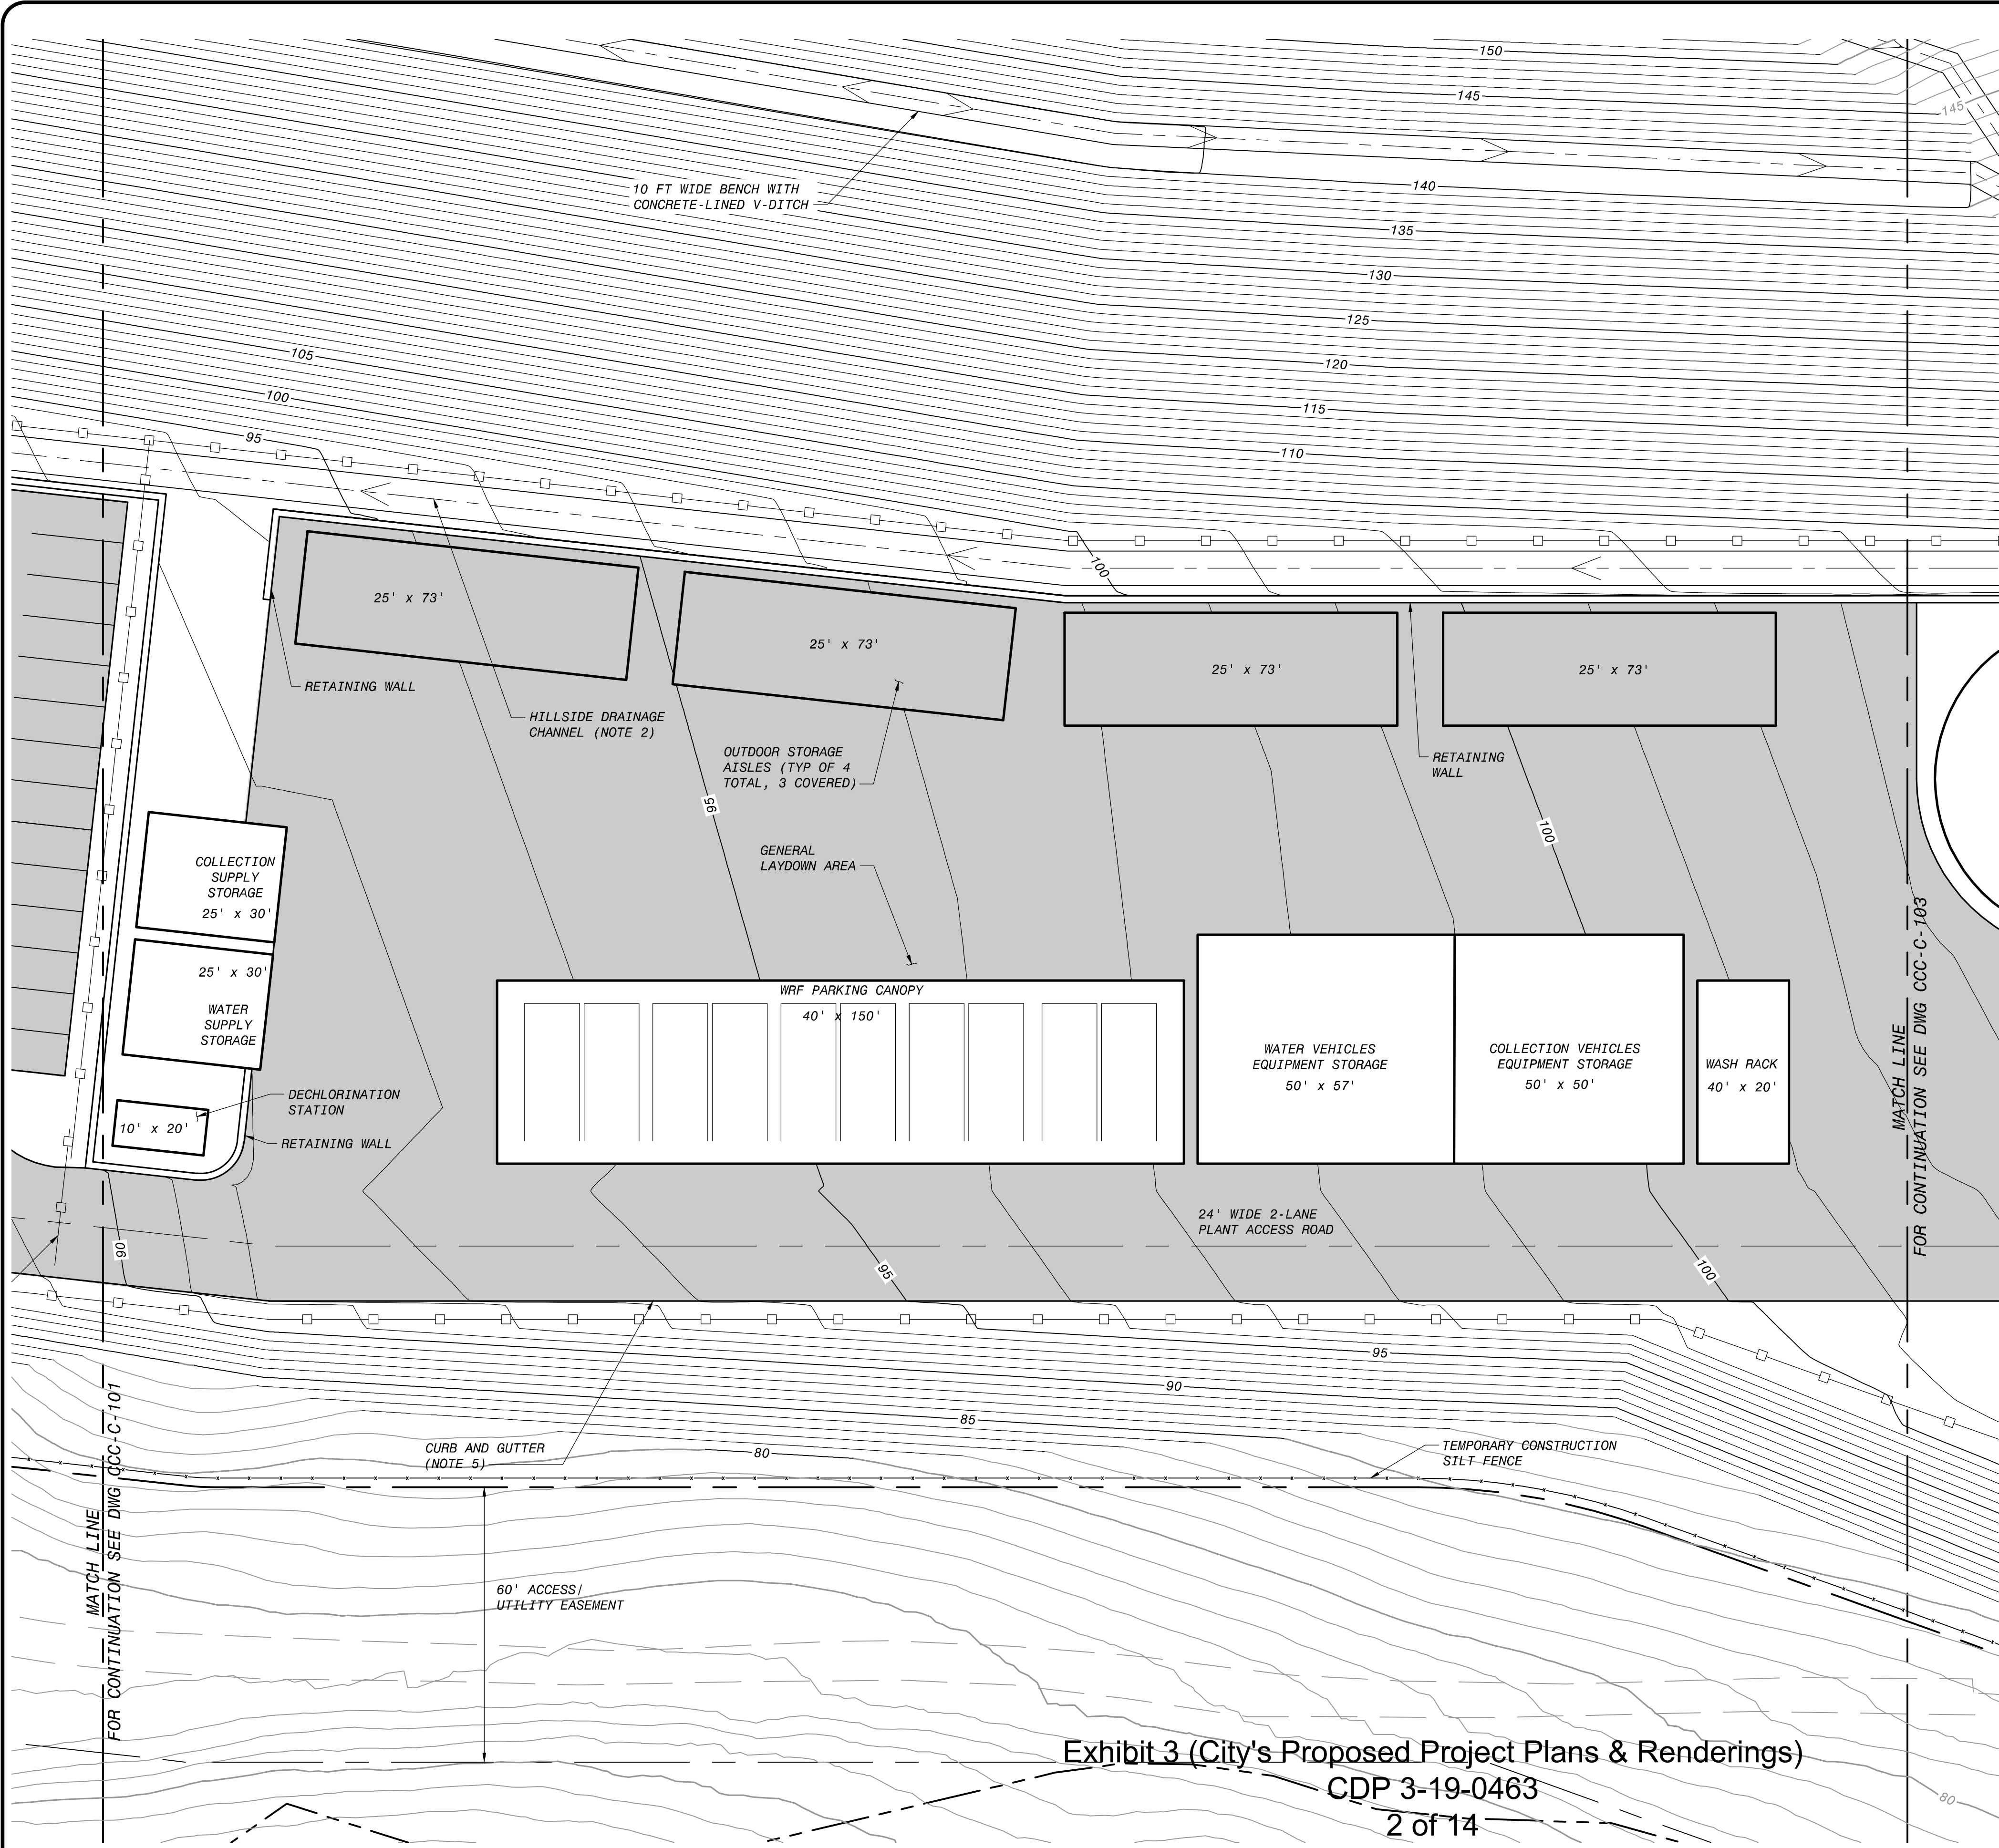 150
145
145
10 FT WIDE BENCH WITH
CONCRETE-LINED V-DITCH
140
135
130
125
120
115
110
105
100
95
100
25' x 73'
25' x 73'
25' x 73'
25' x 73'
RETAINING WALL
HILLSIDE DRAINAGE
CHANNEL (NOTE 2)
OUTDOOR STORAGE
AISLES (TYP OF 4
TOTAL, 3 COVERED)
RETAINING
WALL
95
100
GENERAL
LAYDOWN AREA
COLLECTION
SUPPLY
STORAGE
25' x 30'
25' x 30'
WATER
SUPPLY
STORAGE
WRF PARKING CANOPY
40' x 150'
WATER VEHICLES
EQUIPMENT STORAGE
50' x 57'
COLLECTION VEHICLES
EQUIPMENT STORAGE
50' x 50'
WASH RACK
40' x 20'
MATCH LINE
FOR CONTINUATION SEE DWG CCC-C-103
DECHLORINATION
STATION
10' x 20'
RETAINING WALL
24' WIDE 2-LANE
PLANT ACCESS ROAD
90
95
100
95
90
85
80
CURB AND GUTTER
(NOTE 5)
TEMPORARY CONSTRUCTION
SILT FENCE
MATCH LINE
FOR CONTINUATION SEE DWG CCC-C-101
60' ACCESS/
UTILITY EASEMENT
80
Exhibit 3 (City's Proposed Project Plans & Renderings)
CDP 3-19-0463
2 of 14